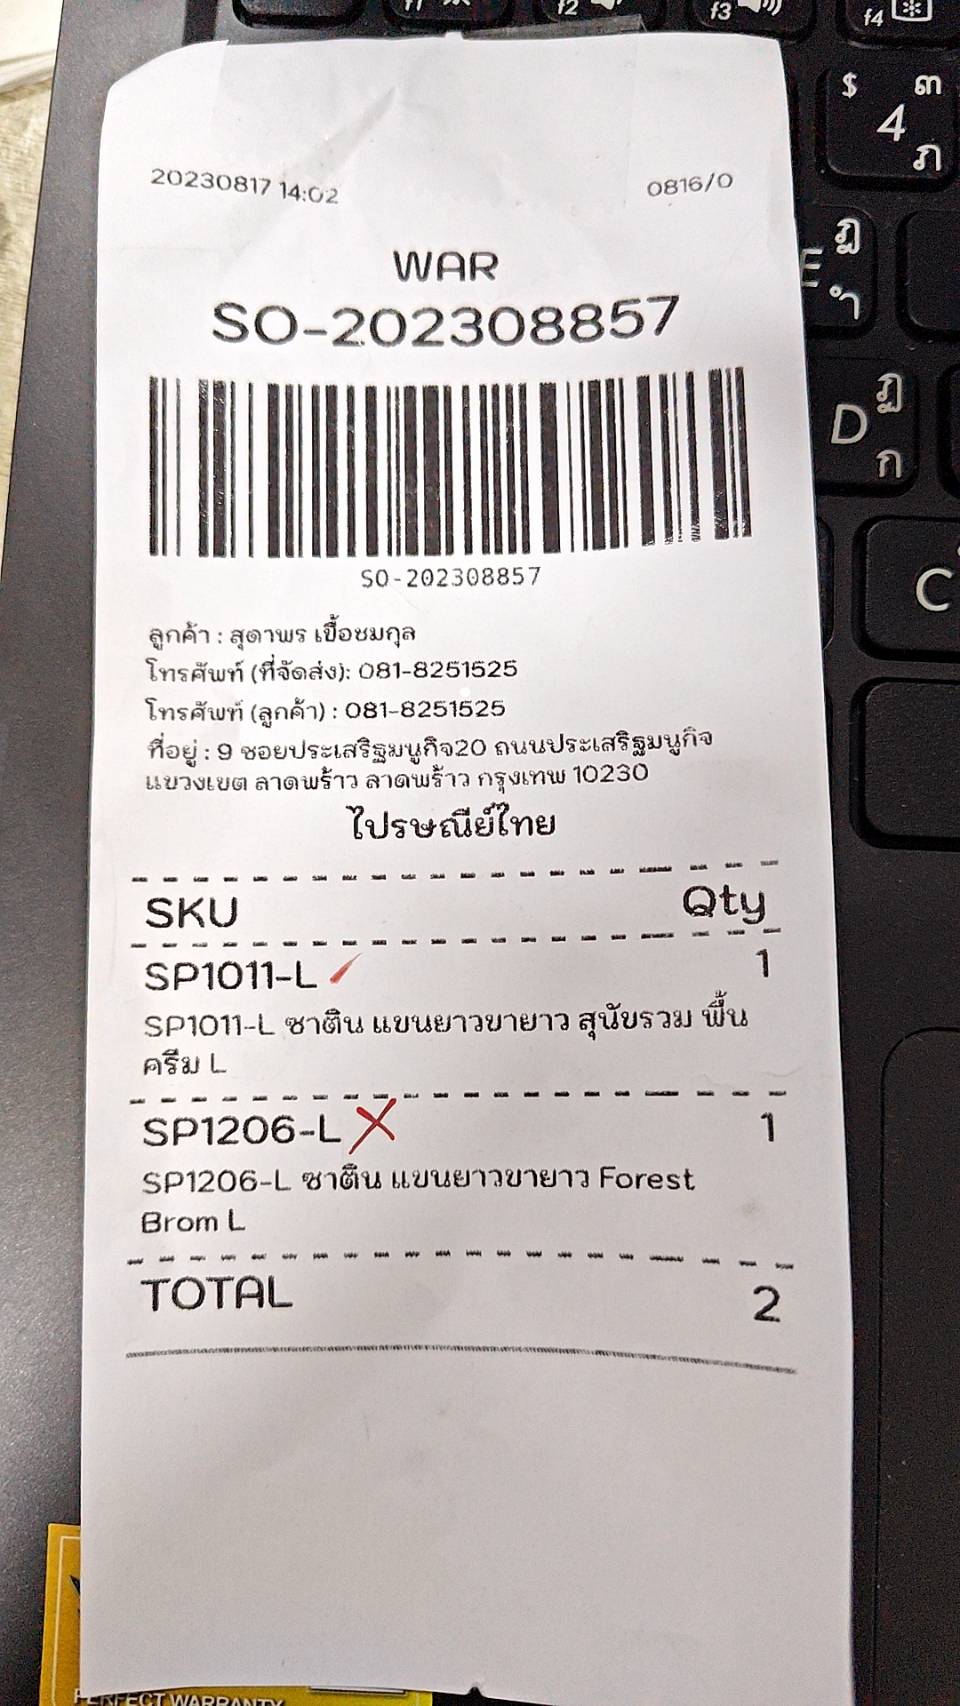 f1
f2
f3
f4
$ ๓
4 ภ
20230817 14:02
0816/0
WAR
SO-202308857
E ฎ
ำ
D ฏ
ก
C
SO-202308857
ลูกค้า : สุดาพร เชื้อชมกุล
โทรศัพท์ (ที่จัดส่ง): 081-8251525
โทรศัพท์ (ลูกค้า) : 081-8251525
ที่อยู่ : 9 ซอยประเสริฐมนูกิจ20 ถนนประเสริฐมนูกิจ
แขวงเขต ลาดพร้าว ลาดพร้าว กรุงเทพ 10230
ไปรษณีย์ไทย
SKU Qty
SP1011-L 1
SP1011-L ซาติน แขนยาวขายาว สุนัขรวม พื้น
ครีม L
SP1206-L 1
SP1206-L ซาติน แขนยาวขายาว Forest
Brom L
TOTAL 2
PERFECT WARRANTY